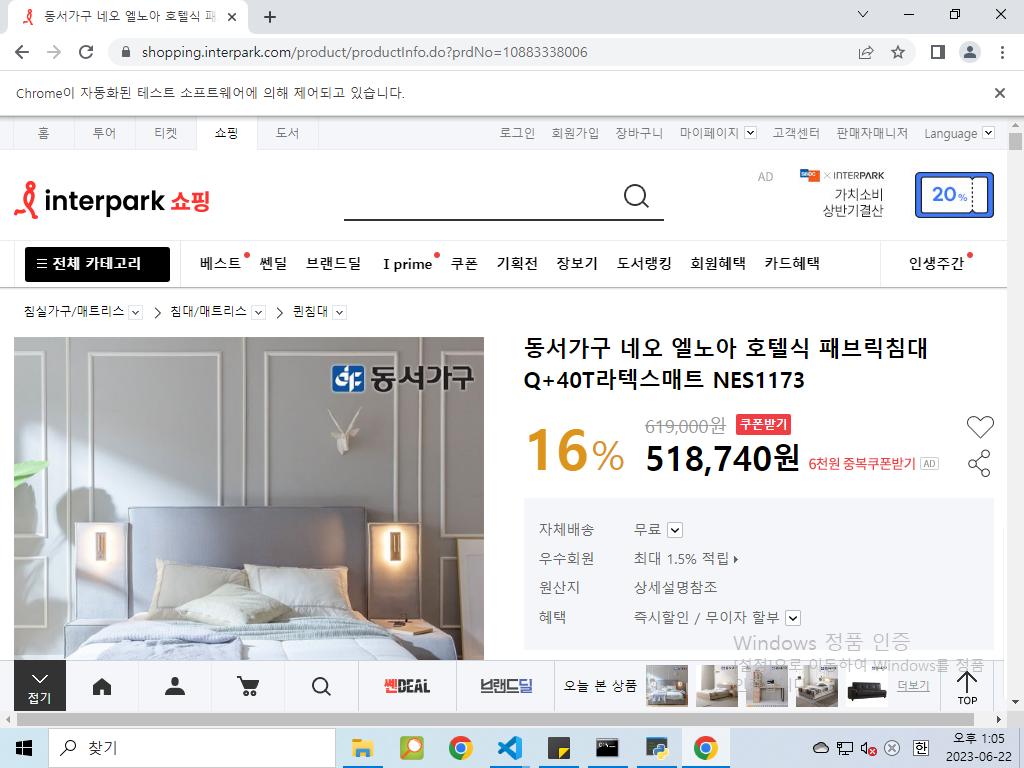 동서가구 네오 엘노아 호텔식 패
shopping.interpark.com/product/productInfo.do?prdNo=10883338006
Chrome이 자동화된 테스트 소프트웨어에 의해 제어되고 있습니다.
홈 투어 티켓 쇼핑 도서 로그인 회원가입 장바구니 마이페이지 고객센터 판매자매니저 Language
interpark 쇼핑
AD
× INTERPARK
가치소비
상반기결산
20%
전체 카테고리 베스트 쎈딜 브랜드딜 I prime 쿠폰 기획전 장보기 도서랭킹 회원혜택 카드혜택 인생주간
침실가구/매트리스 침대/매트리스 퀸침대
동서가구
동서가구 네오 엘노아 호텔식 패브릭침대
Q+40T라텍스매트 NES1173
16% 619,000원 쿠폰받기
518,740원 6천원 중복쿠폰받기 AD
자체배송 무료
우수회원 최대 1.5% 적립
원산지 상세설명참조
혜택 즉시할인 / 무이자 할부
Windows 정품 인증
[설정]으로 이동하여 Windows를 정품
접기
쎈DEAL 브랜드딜 오늘 본 상품 더보기
TOP
찾기
한
오후 1:05
2023-06-22